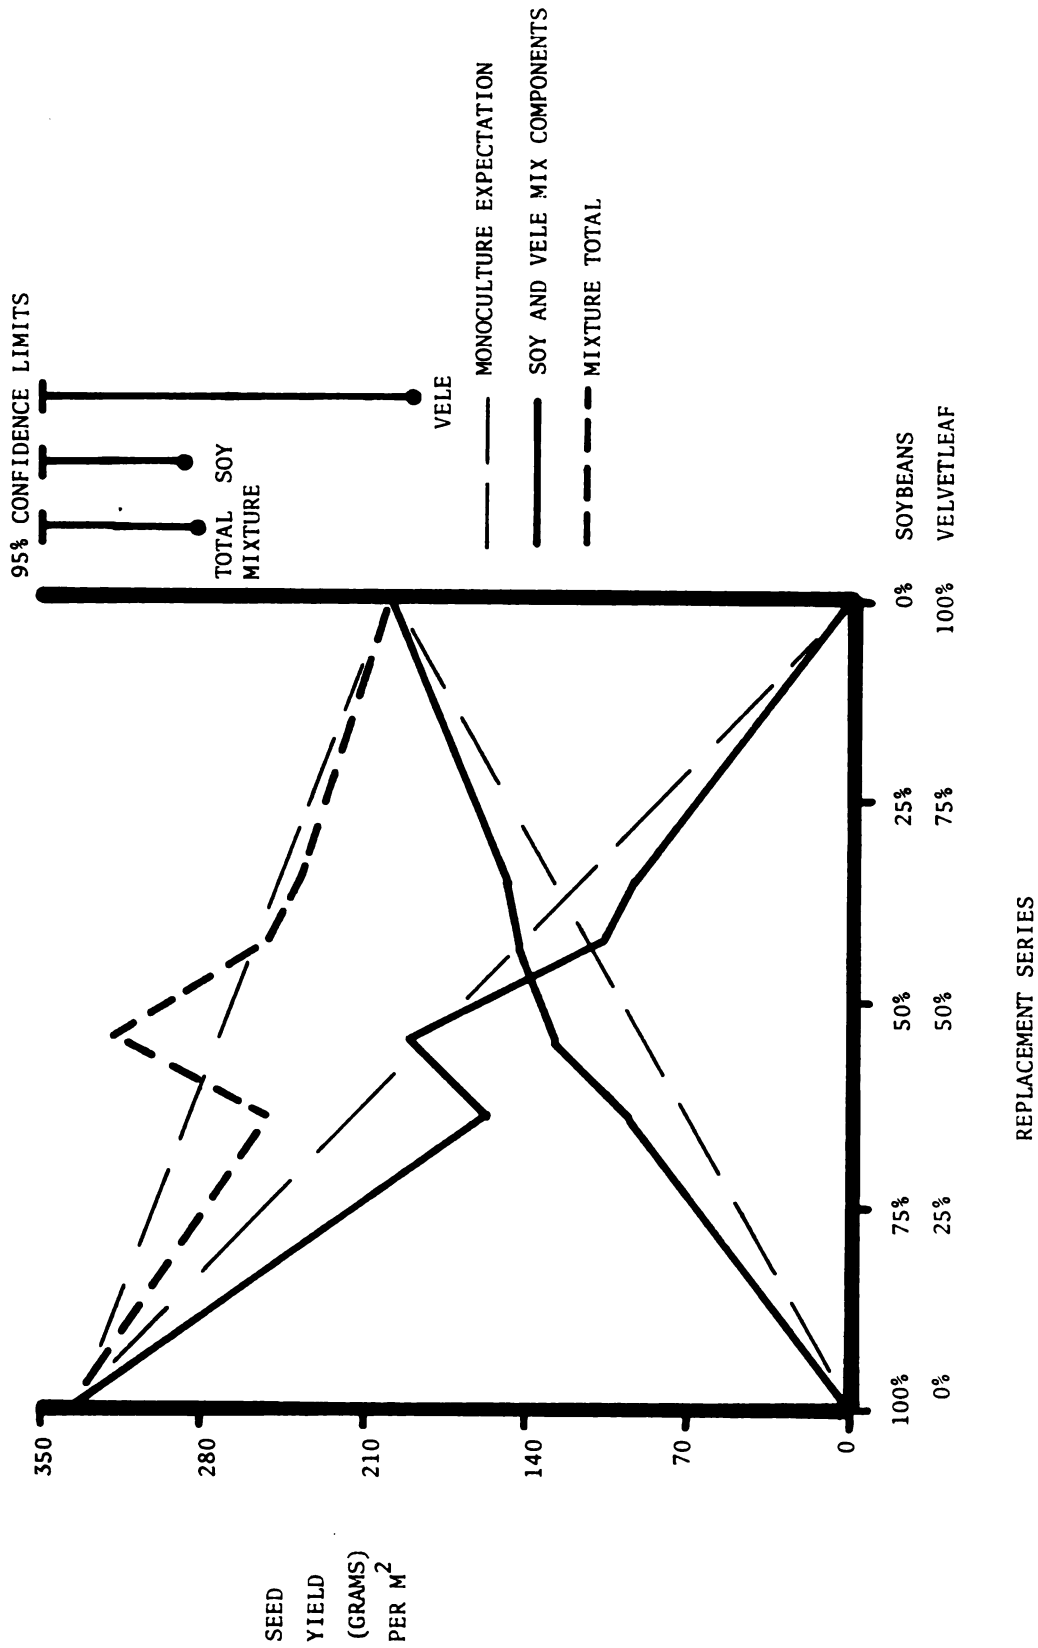 95% CONFIDENCE LIMITS
TOTAL SOY
MIXTURE
VELE
MONOCULTURE EXPECTATION
SOY AND VELE MIX COMPONENTS
MIXTURE TOTAL
SEED
YIELD
(GRAMS)
PER M2
350
280
210
140
70
0
100% 75% 50% 25% 0% SOYBEANS
0% 25% 50% 75% 100% VELVETLEAF
REPLACEMENT SERIES